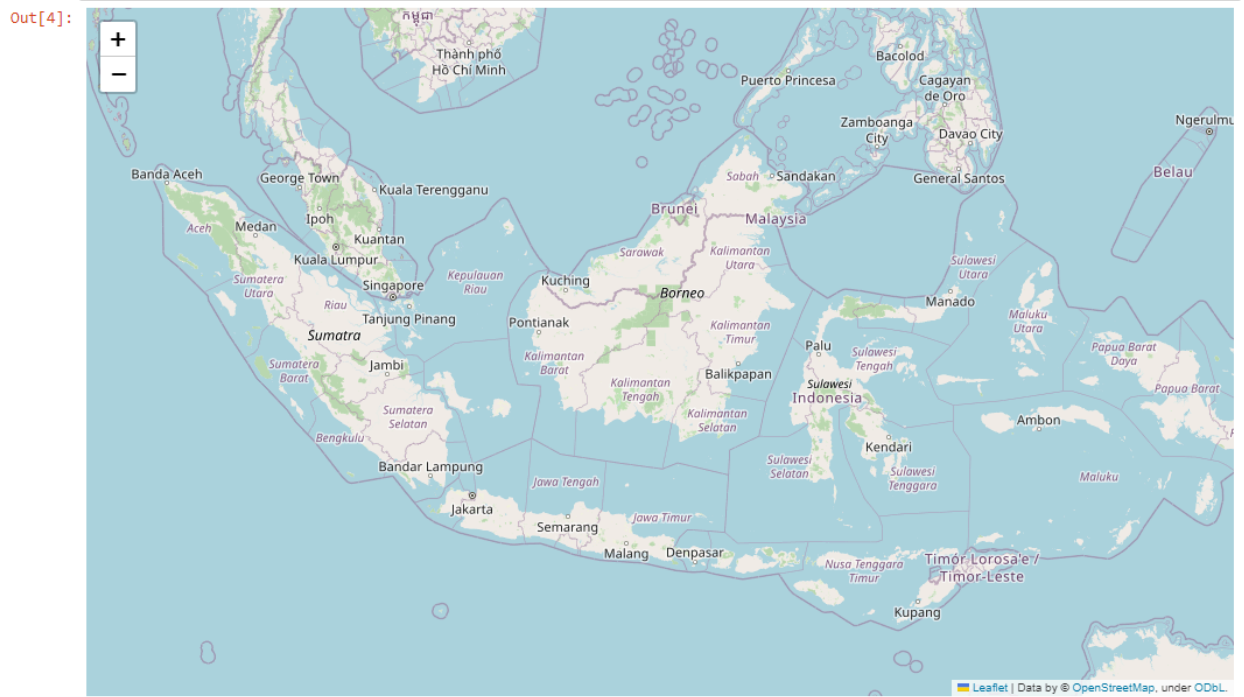 Out[4]:
+
−
កម្ពុជា
Thành phố
Hồ Chí Minh
Bacolod
Puerto Princesa
Cagayan
de Oro
Zamboanga
City
Davao City
Ngerulmu
General Santos
Belau
Banda Aceh
George Town
Kuala Terengganu
Sabah
Sandakan
Ipoh
Brunei
Malaysia
Aceh
Medan
Kuantan
Kuala Lumpur
Sarawak
Kalimantan
Utara
Sumatera
Utara
Singapore
Kepulauan
Riau
Kuching
Borneo
Sulawesi
Utara
Riau
Manado
Tanjung Pinang
Pontianak
Maluku
Utara
Sumatra
Kalimantan
Timur
Palu
Sulawesi
Tengah
Papua Barat
Daya
Sumatera
Barat
Jambi
Kalimantan
Barat
Balikpapan
Kalimantan
Tengah
Sulawesi
Indonesia
Papua Barat
Sumatera
Selatan
Kalimantan
Selatan
Ambon
Bengkulu
Kendari
Bandar Lampung
Sulawesi
Selatan
Sulawesi
Tenggara
Maluku
Jawa Tengah
Jakarta
Semarang
Jawa Timur
Malang
Denpasar
Nusa Tenggara
Timur
Timór Lorosa'e /
Timor-Leste
Kupang
Leaflet | Data by © OpenStreetMap, under ODbL.